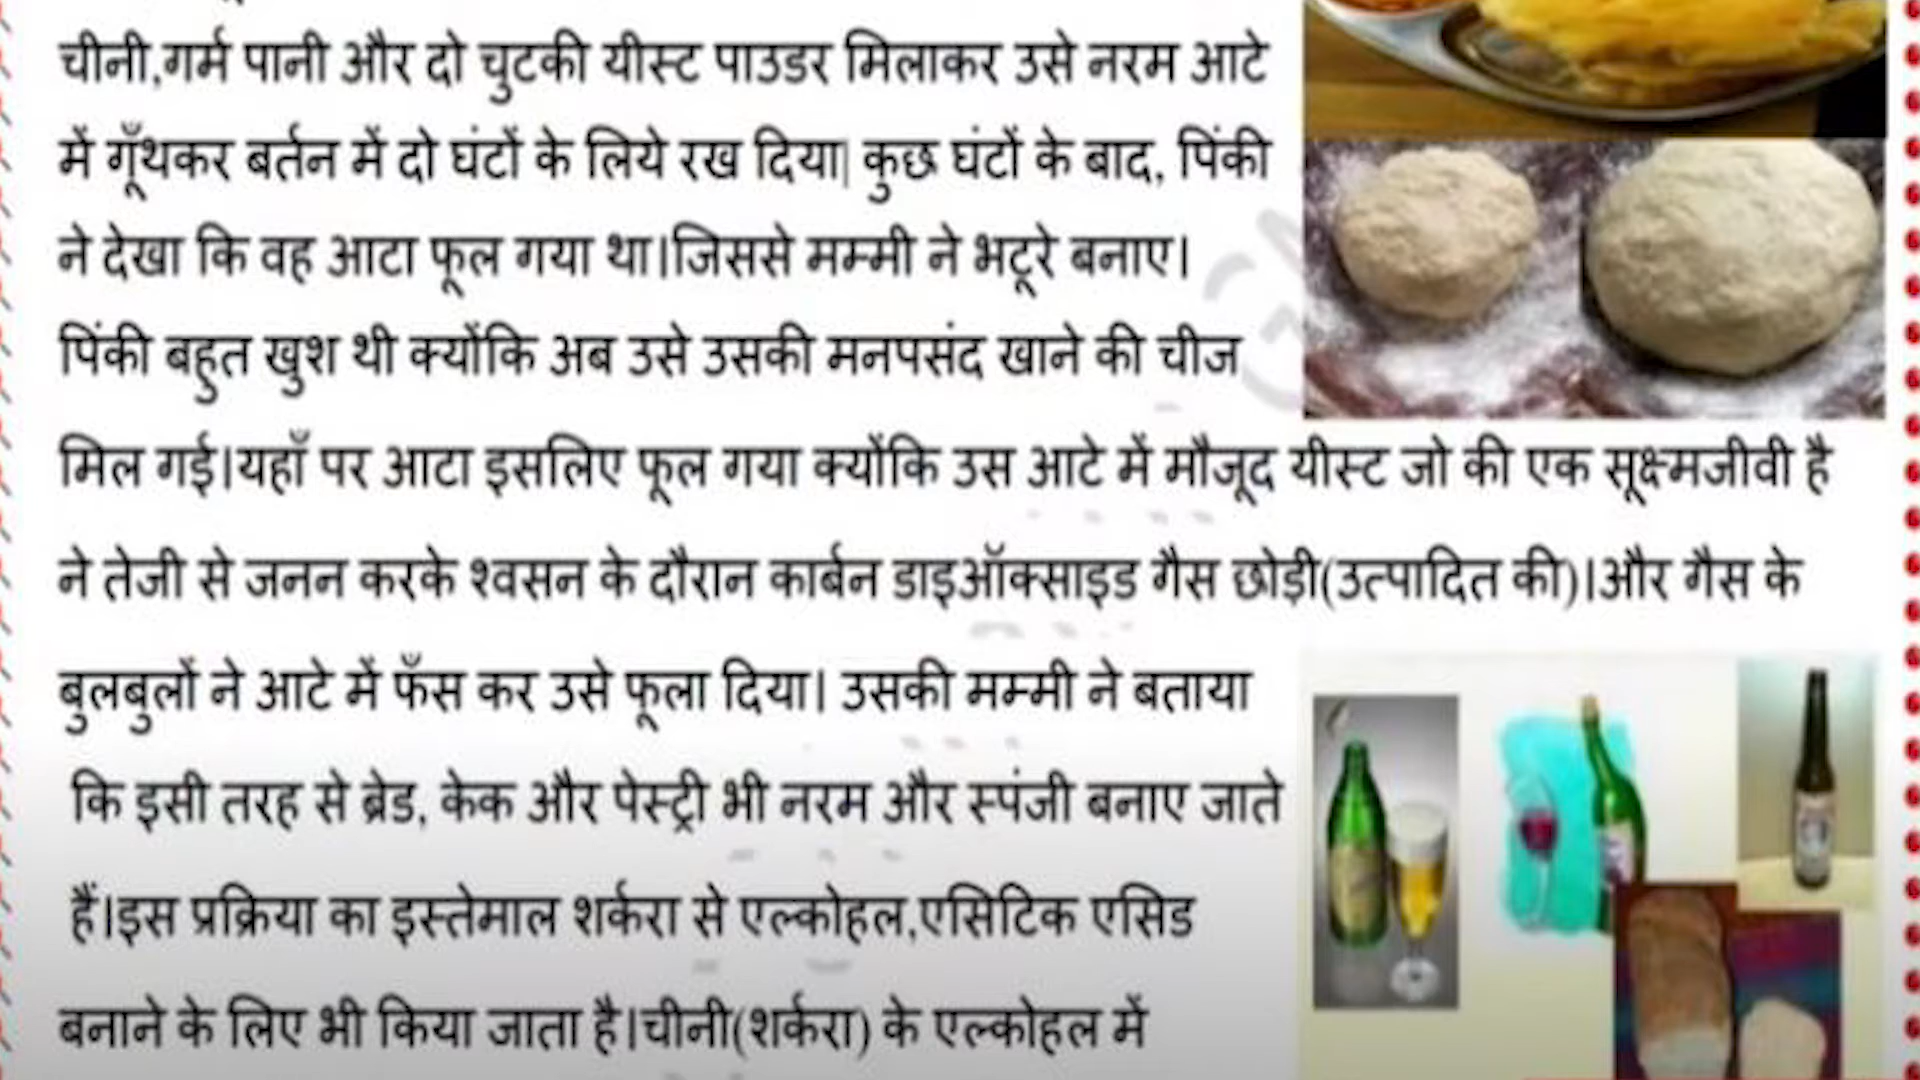 चीनी,गर्म पानी और दो चुटकी यीस्ट पाउडर मिलाकर उसे नरम आटे
में गूँथकर बर्तन में दो घंटों के लिये रख दिया| कुछ घंटों के बाद, पिंकी
ने देखा कि वह आटा फूल गया था।जिससे मम्मी ने भटूरे बनाए।
पिंकी बहुत खुश थी क्योंकि अब उसे उसकी मनपसंद खाने की चीज
मिल गई।यहाँ पर आटा इसलिए फूल गया क्योंकि उस आटे में मौजूद यीस्ट जो की एक सूक्ष्मजीवी है
ने तेजी से जनन करके श्वसन के दौरान कार्बन डाइऑक्साइड गैस छोड़ी(उत्पादित की)।और गैस के
बुलबुलों ने आटे में फँस कर उसे फूला दिया। उसकी मम्मी ने बताया
कि इसी तरह से ब्रेड, केक और पेस्ट्री भी नरम और स्पंजी बनाए जाते
हैं।इस प्रक्रिया का इस्तेमाल शर्करा से एल्कोहल,एसिटिक एसिड
बनाने के लिए भी किया जाता है।चीनी(शर्करा) के एल्कोहल में